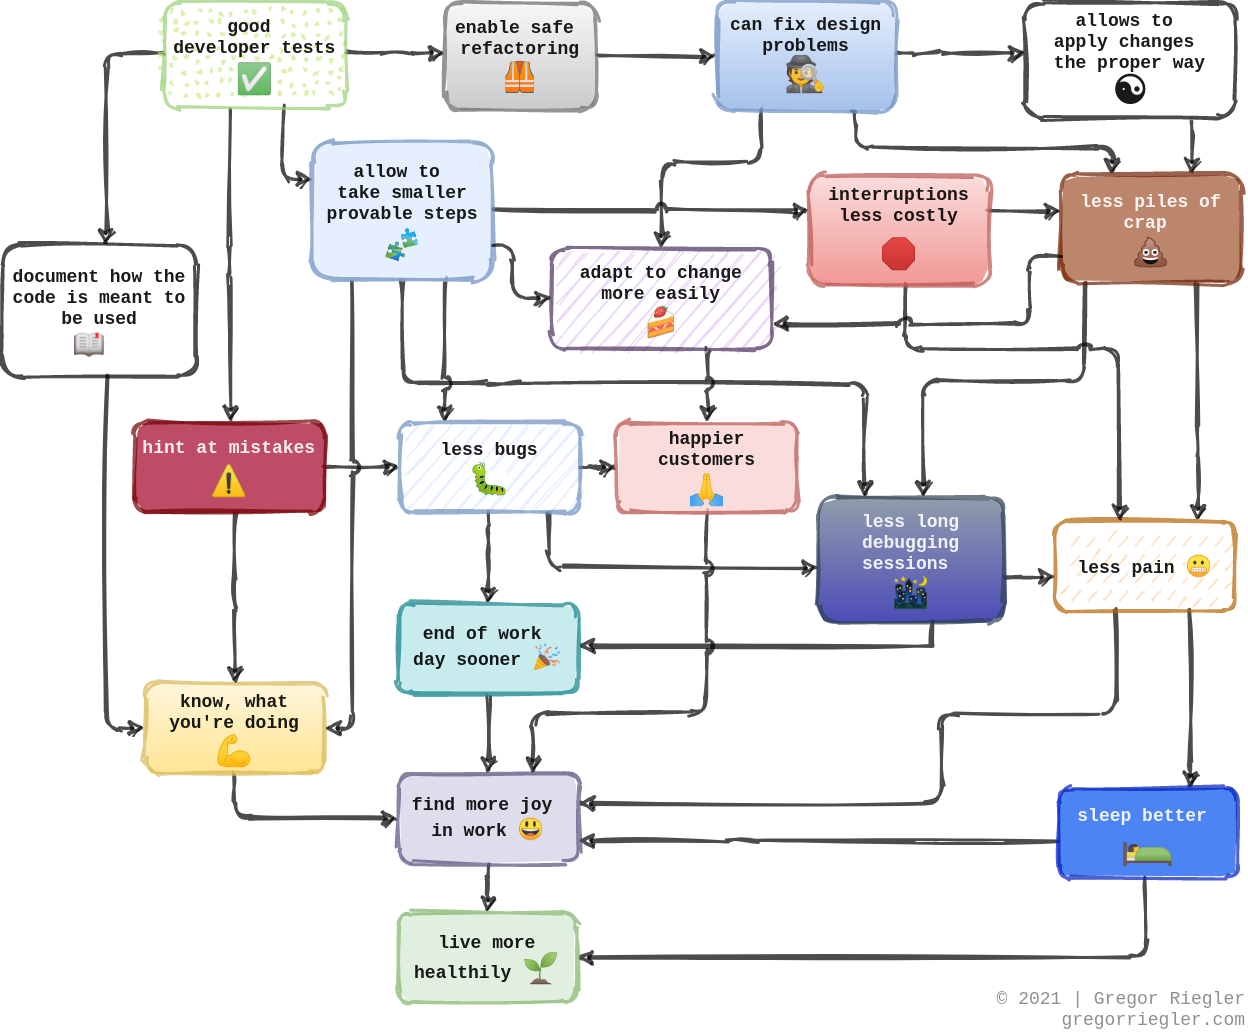 good
developer tests
enable safe
refactoring
can fix design
problems
allows to
apply changes
the proper way
allow to
take smaller
provable steps
interruptions
less costly
less piles of
crap
document how the
code is meant to
be used
adapt to change
more easily
hint at mistakes
less bugs
happier
customers
less long
debugging
sessions
less pain
end of work
day sooner
know, what
you're doing
find more joy
in work
sleep better
live more
healthily
© 2021 | Gregor Riegler
gregorriegler.com